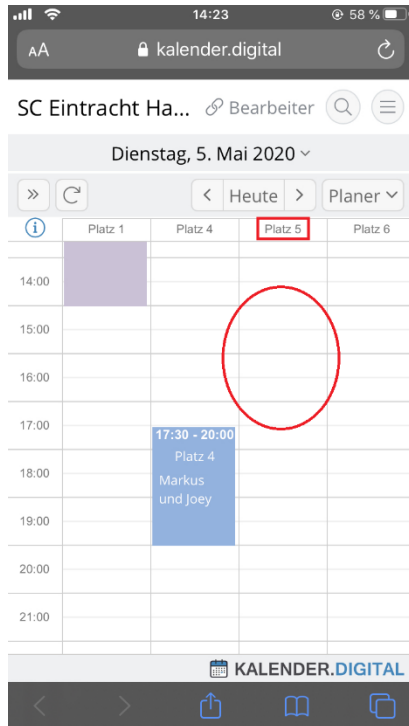 14:23
58 %
AA
kalender.digital
SC Eintracht Ha...
Bearbeiter
Dienstag, 5. Mai 2020
Heute
Planer
Platz 1
Platz 4
Platz 5
Platz 6
14:00
15:00
16:00
17:00
17:30 - 20:00
Platz 4
Markus
und Joey
18:00
19:00
20:00
21:00
KALENDER.DIGITAL